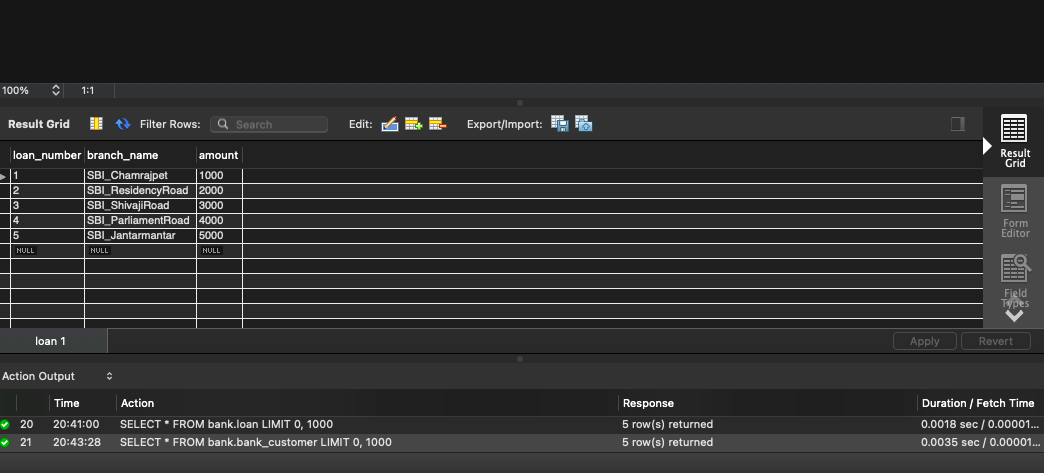 100% 1:1
Result Grid Filter Rows: Search Edit: Export/Import:
loan_number branch_name amount
1 SBI_Chamrajpet 1000
2 SBI_ResidencyRoad 2000
3 SBI_ShivajiRoad 3000
4 SBI_ParliamentRoad 4000
5 SBI_Jantarmantar 5000
NULL NULL NULL
Result
Grid
Form
Editor
Field
Types
loan 1 Apply Revert
Action Output
Time Action Response Duration / Fetch Time
20 20:41:00 SELECT * FROM bank.loan LIMIT 0, 1000 5 row(s) returned 0.0018 sec / 0.00001...
21 20:43:28 SELECT * FROM bank.bank_customer LIMIT 0, 1000 5 row(s) returned 0.0035 sec / 0.0000...